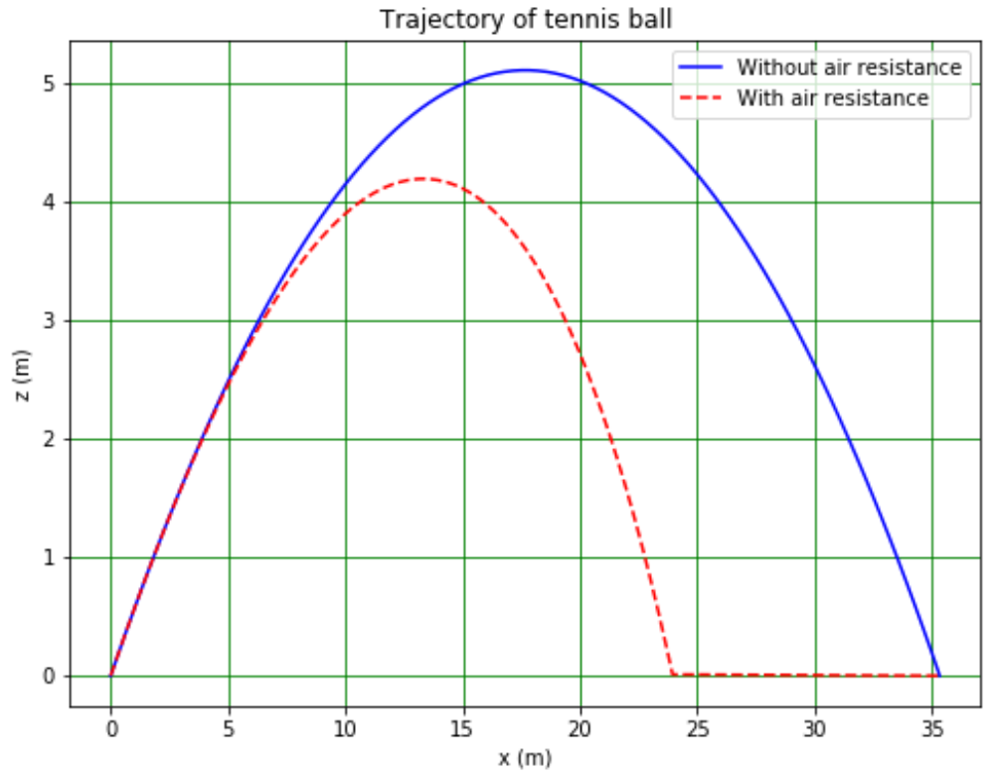 Trajectory of tennis ball
Without air resistance
With air resistance
5
4
3
2
1
0
z (m)
0 5 10 15 20 25 30 35
x (m)